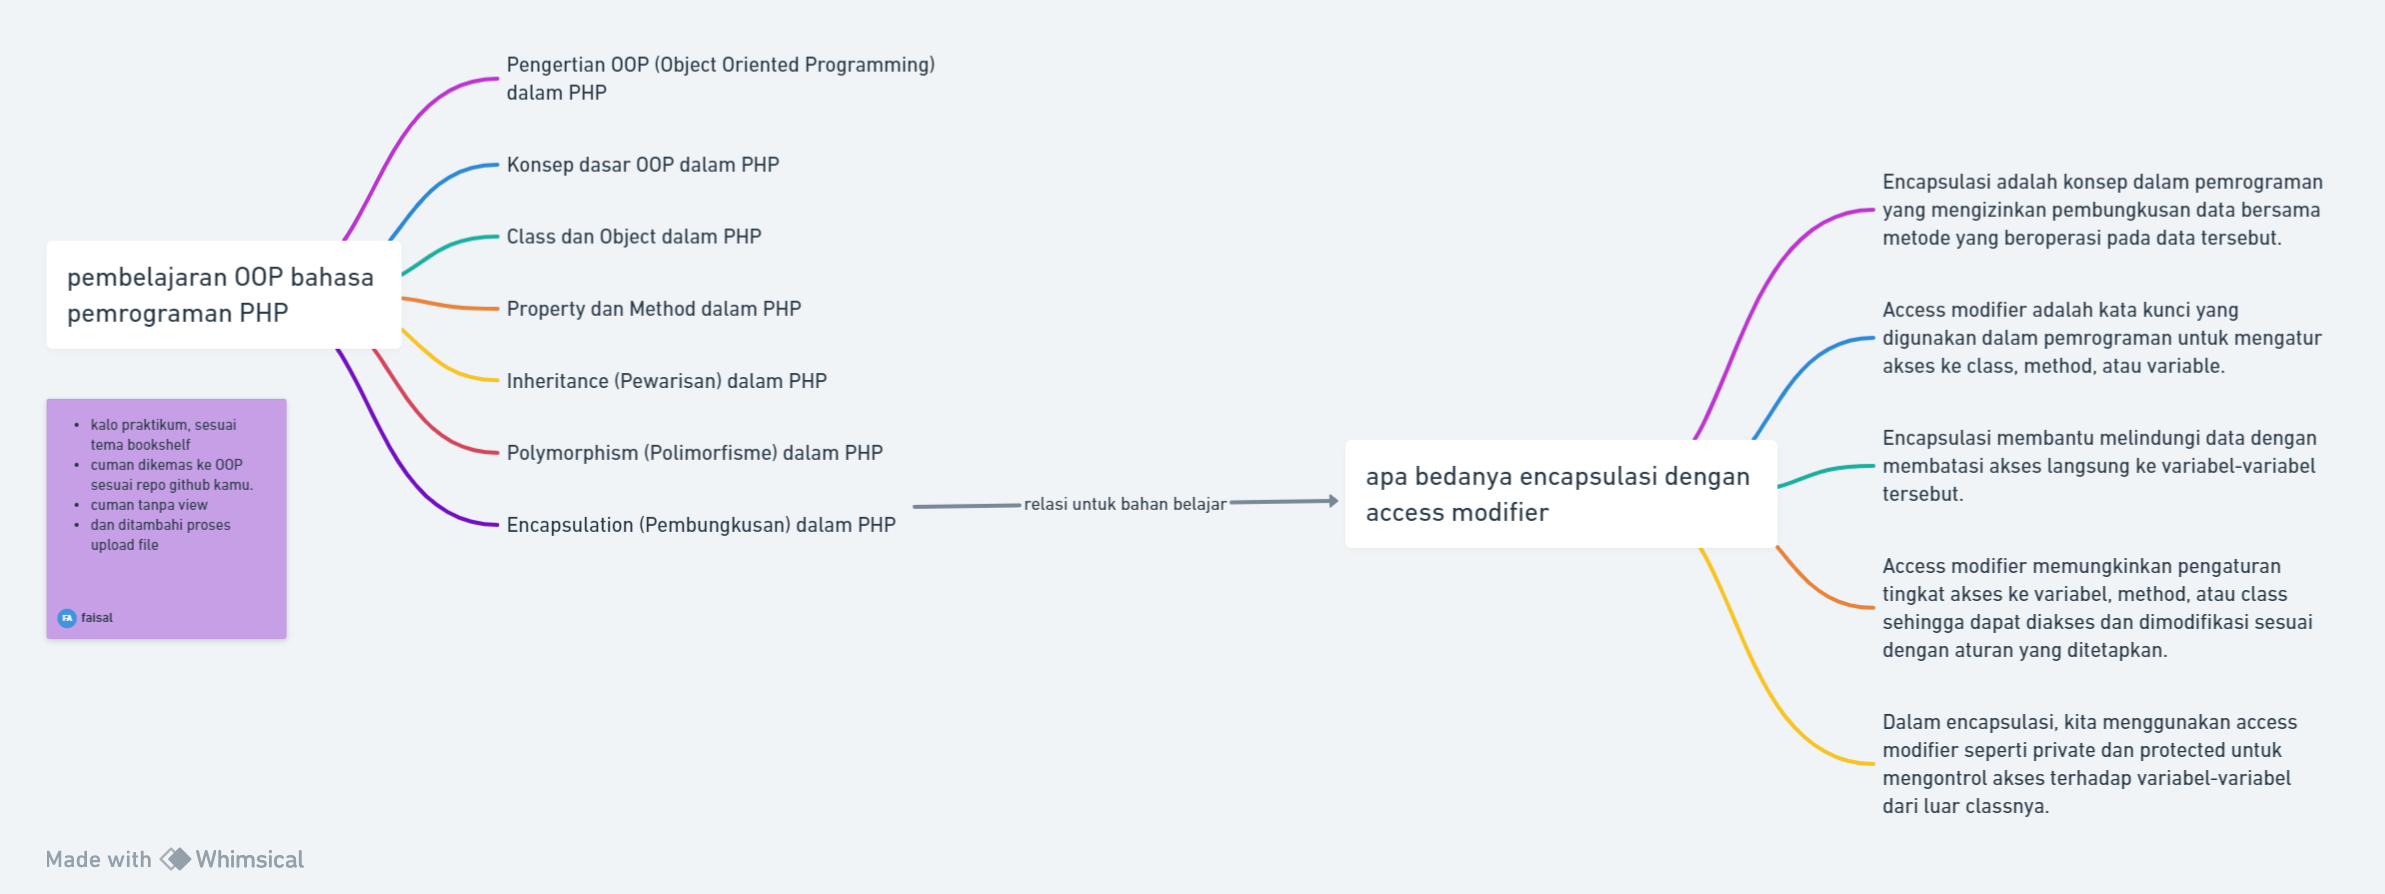 pembelajaran OOP bahasa
pemrograman PHP
Pengertian OOP (Object Oriented Programming)
dalam PHP
Konsep dasar OOP dalam PHP
Class dan Object dalam PHP
Property dan Method dalam PHP
Inheritance (Pewarisan) dalam PHP
Polymorphism (Polimorfisme) dalam PHP
Encapsulation (Pembungkusan) dalam PHP
• kalo praktikum, sesuai
tema bookshelf
• cuman dikemas ke OOP
sesuai repo github kamu.
• cuman tanpa view
• dan ditambahi proses
upload file
FA faisal
relasi untuk bahan belajar
apa bedanya encapsulasi dengan
access modifier
Encapsulasi adalah konsep dalam pemrograman
yang mengizinkan pembungkusan data bersama
metode yang beroperasi pada data tersebut.
Access modifier adalah kata kunci yang
digunakan dalam pemrograman untuk mengatur
akses ke class, method, atau variable.
Encapsulasi membantu melindungi data dengan
membatasi akses langsung ke variabel-variabel
tersebut.
Access modifier memungkinkan pengaturan
tingkat akses ke variabel, method, atau class
sehingga dapat diakses dan dimodifikasi sesuai
dengan aturan yang ditetapkan.
Dalam encapsulasi, kita menggunakan access
modifier seperti private dan protected untuk
mengontrol akses terhadap variabel-variabel
dari luar classnya.
Made with Whimsical